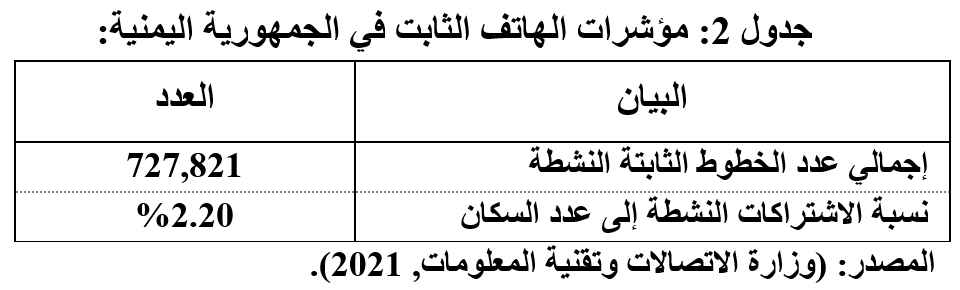 جدول 2: مؤشرات الهاتف الثابت في الجمهورية اليمنية:
البيان العدد
إجمالي عدد الخطوط الثابتة النشطة 727,821
نسبة الاشتراكات النشطة إلى عدد السكان %2.20
المصدر: (وزارة الاتصالات وتقنية المعلومات, 2021).